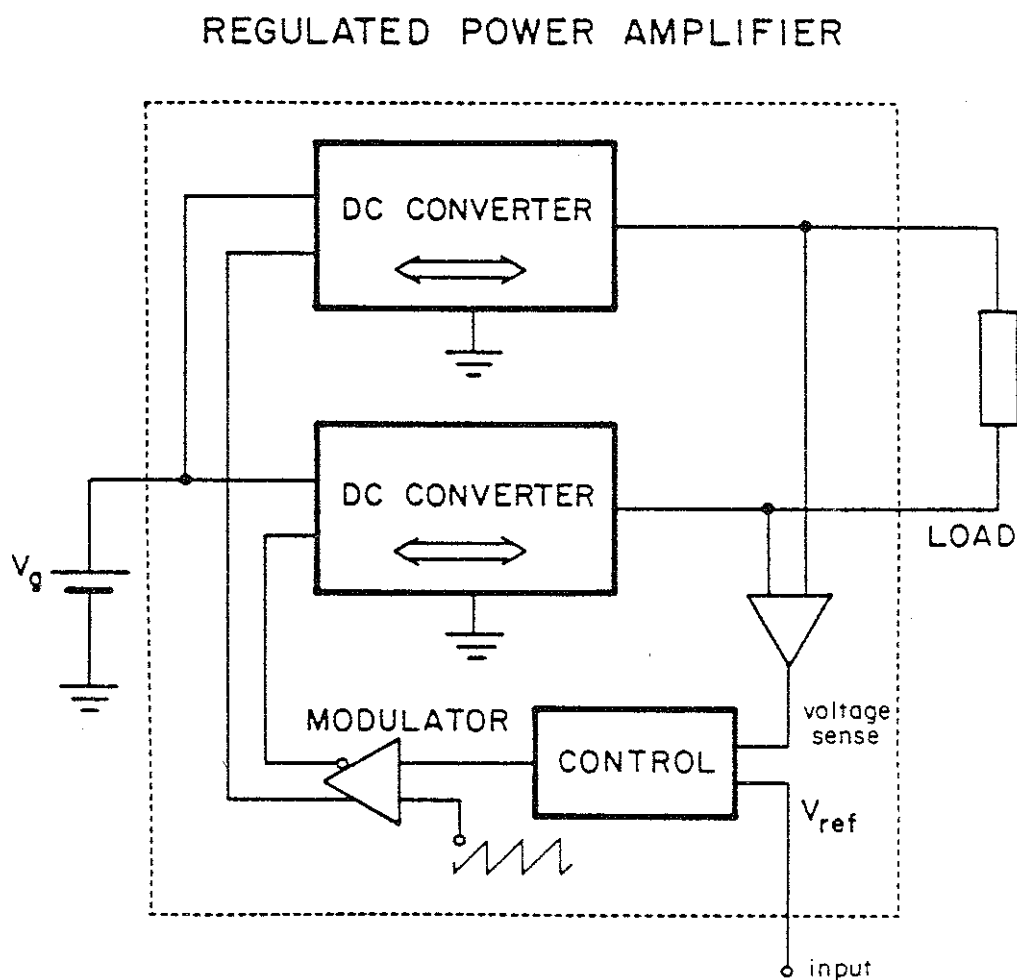 REGULATED POWER AMPLIFIER
DC CONVERTER
DC CONVERTER
LOAD
Vg
MODULATOR
voltage
sense
CONTROL
Vref
input